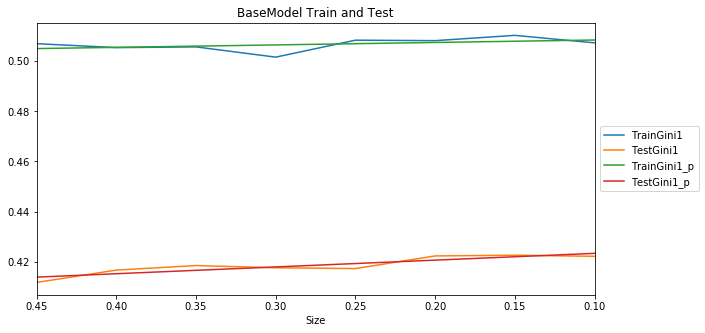 BaseModel Train and Test
0.50
0.48
0.46
0.44
0.42
0.45 0.40 0.35 0.30 0.25 0.20 0.15 0.10
Size
TrainGini1
TestGini1
TrainGini1_p
TestGini1_p